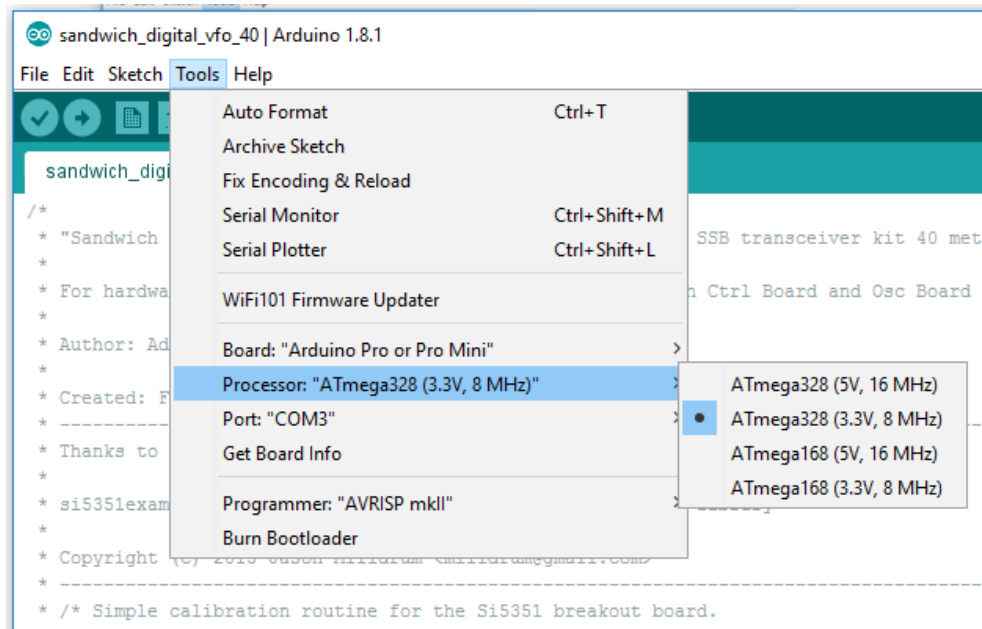 sandwich_digital_vfo_40 | Arduino 1.8.1
File Edit Sketch Tools Help
Auto Format Ctrl+T
Archive Sketch
sandwich_digi
Fix Encoding & Reload
/*
Serial Monitor Ctrl+Shift+M
* "Sandwich SSB transceiver kit 40 met
Serial Plotter Ctrl+Shift+L
*
* For hardwa Ctrl Board and Osc Board
WiFi101 Firmware Updater
*
* Author: Ad
Board: "Arduino Pro or Pro Mini" >
*
Processor: "ATmega328 (3.3V, 8 MHz)" ATmega328 (5V, 16 MHz)
* Created: F
Port: "COM3" ATmega328 (3.3V, 8 MHz)
* Thanks to
Get Board Info ATmega168 (5V, 16 MHz)
*
ATmega168 (3.3V, 8 MHz)
* si5351exam
Programmer: "AVRISP mkII"
*
Burn Bootloader
* Copyright
* /* Simple calibration routine for the Si5351 breakout board.